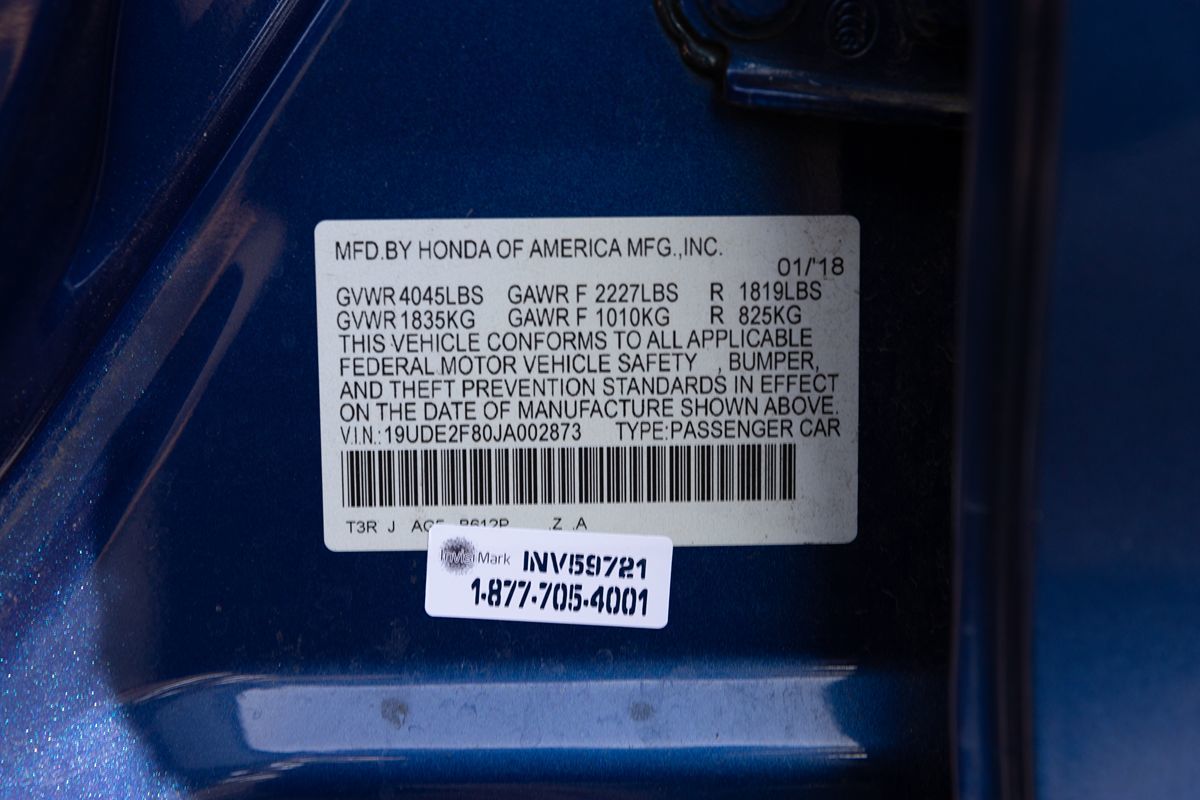 MFD.BY HONDA OF AMERICA MFG.,INC.
01/'18
GVWR 4045LBS GAWR F 2227LBS R 1819LBS
GVWR 1835KG GAWR F 1010KG R 825KG
THIS VEHICLE CONFORMS TO ALL APPLICABLE
FEDERAL MOTOR VEHICLE SAFETY , BUMPER,
AND THEFT PREVENTION STANDARDS IN EFFECT
ON THE DATE OF MANUFACTURE SHOWN ABOVE.
V.I.N.: 19UDE2F80JA002873 TYPE:PASSENGER CAR
T3R J .Z .A
InVisiMark INV59721
1-877-705-4001